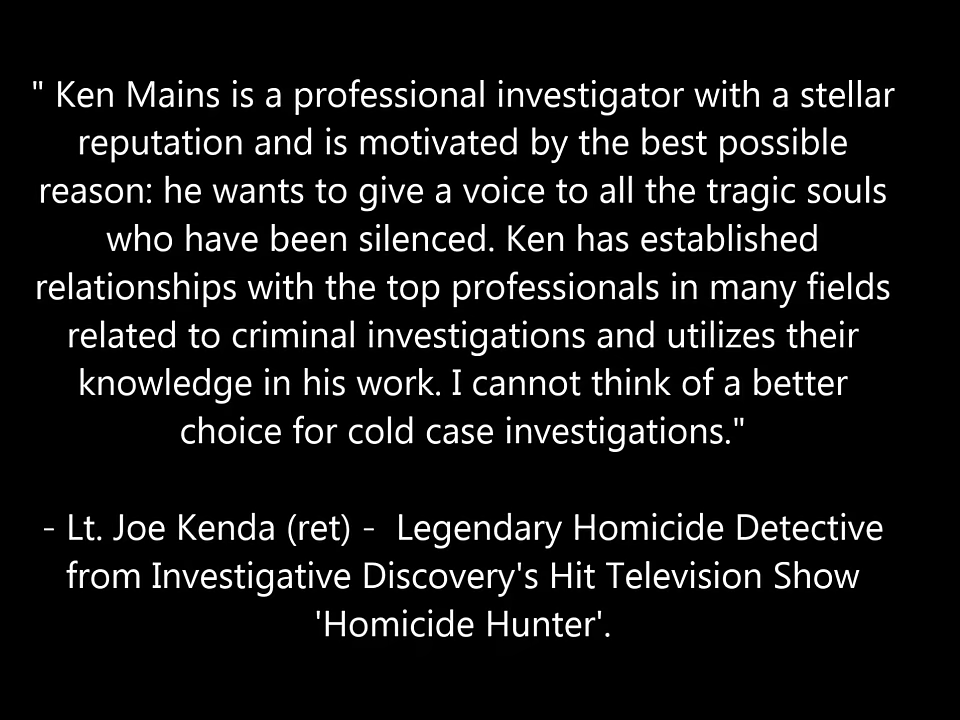 " Ken Mains is a professional investigator with a stellar
reputation and is motivated by the best possible
reason: he wants to give a voice to all the tragic souls
who have been silenced. Ken has established
relationships with the top professionals in many fields
related to criminal investigations and utilizes their
knowledge in his work. I cannot think of a better
choice for cold case investigations."
- Lt. Joe Kenda (ret) -  Legendary Homicide Detective
from Investigative Discovery's Hit Television Show
'Homicide Hunter'.